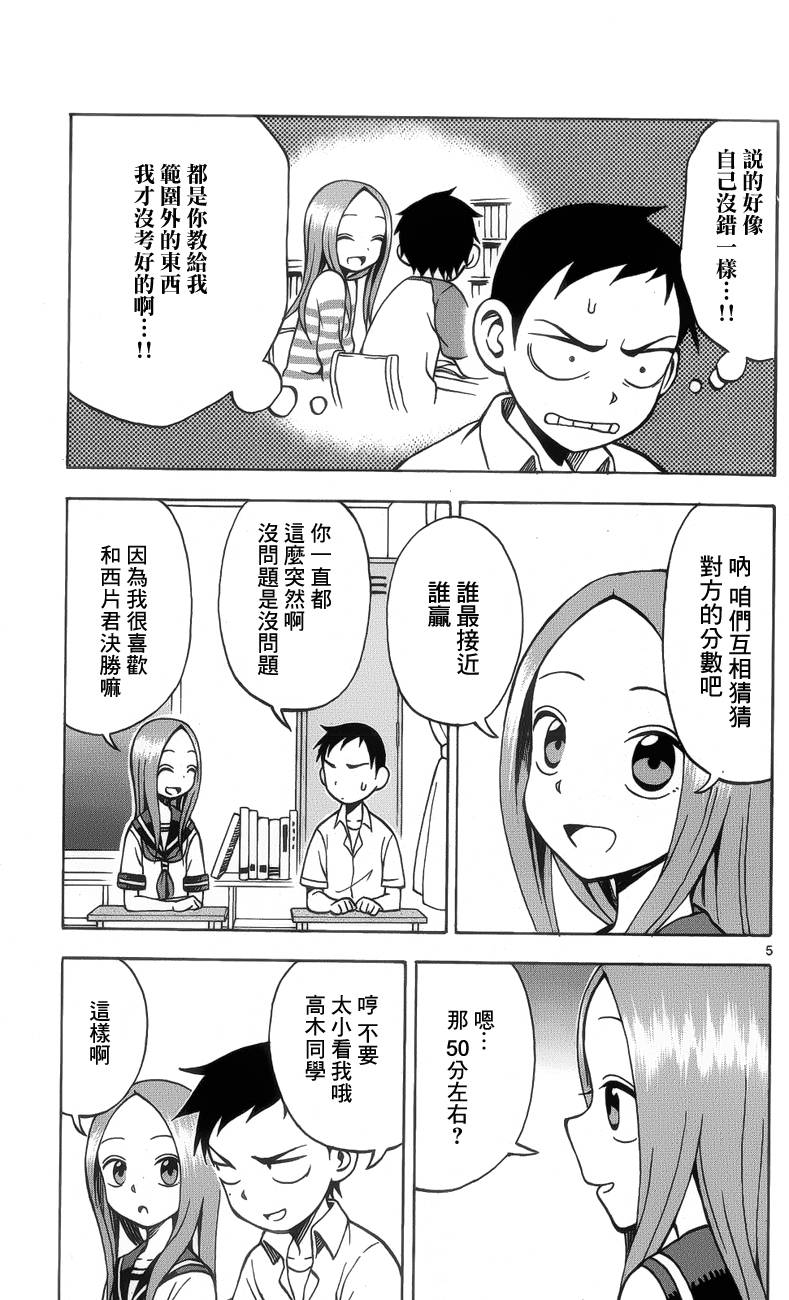 說的好像
自己沒錯一樣…!!
都是你教給我
範圍外的東西
我才沒考好的啊…!!
吶 咱們互相猜猜
對方的分數吧
誰最接近
誰贏
你一直都
這麼突然啊
沒問題是沒問題
因為我很喜歡
和西片君決勝嘛
5
嗯…
那 50分左右?
哼 不要
太小看我哦
高木同學
這樣啊